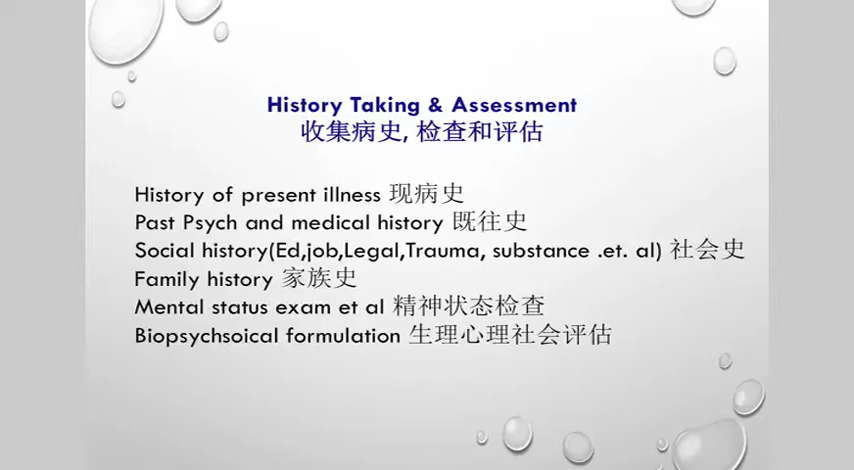 History Taking & Assessment
收集病史, 检查和评估
History of present illness 现病史
Past Psych and medical history 既往史
Social history(Ed,job,Legal,Trauma, substance .et. al) 社会史
Family history 家族史
Mental status exam et al 精神状态检查
Biopsychsoical formulation 生理心理社会评估